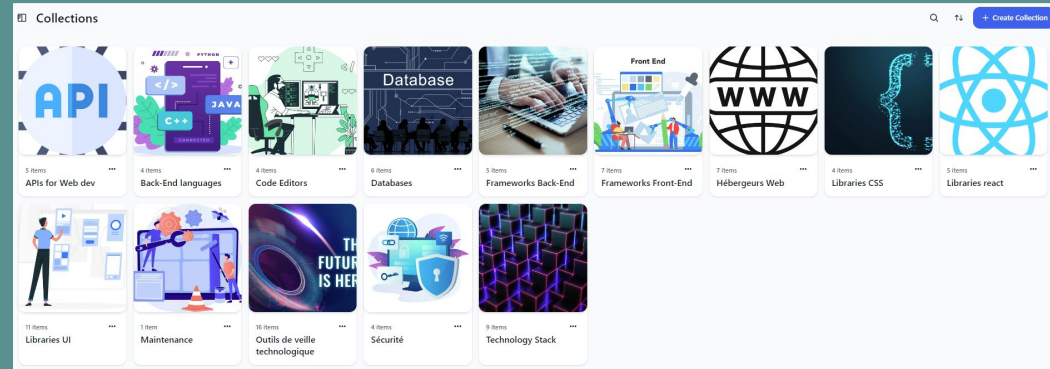 Collections
+ Create Collection
API
PYTHON
</>
JAVA
C++
CONNECTED
Database
Front End
WWW
{
5 items
APIs for Web dev
4 items
Back-End languages
4 items
Code Editors
6 items
Databases
5 items
Frameworks Back-End
7 items
Frameworks Front-End
7 items
Hébergeurs Web
4 items
Libraries CSS
5 items
Libraries react
TH
FUTUR
IS HER
11 items
Libraries UI
1 item
Maintenance
16 items
Outils de veille
technologique
4 items
Sécurité
9 items
Technology Stack